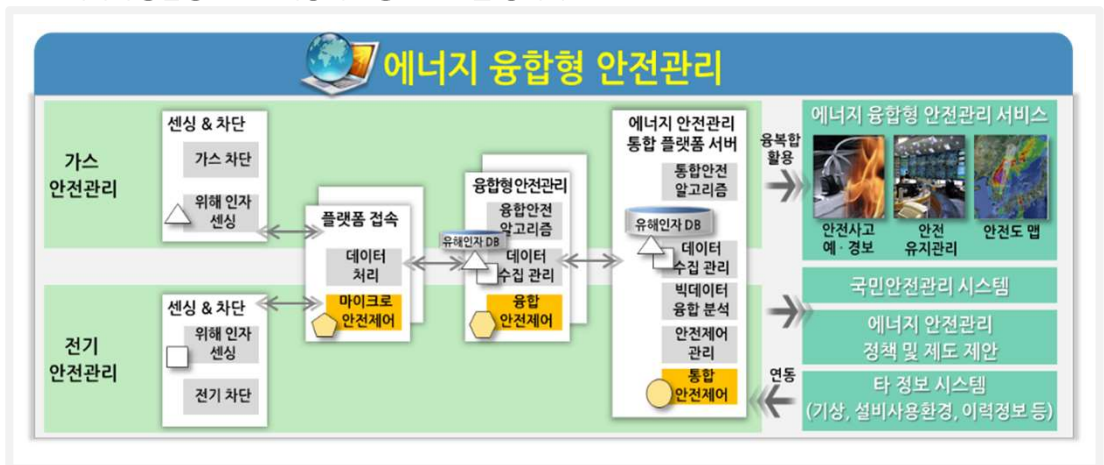 에너지 융합형 안전관리
가스
안전관리
센싱 & 차단
가스 차단
위해 인자
센싱
전기
안전관리
센싱 & 차단
위해 인자
센싱
전기 차단
플랫폼 접속
데이터
처리
마이크로
안전제어
융합형안전관리
융합안전
알고리즘
유해인자 DB
데이터
수집 관리
융합
안전제어
에너지 안전관리
통합 플랫폼 서버
통합안전
알고리즘
유해인자 DB
데이터
수집 관리
빅데이터
융합 분석
안전제어
관리
통합
안전제어
융복합
활용
연동
에너지 융합형 안전관리 서비스
안전사고
예·경보
안전
유지관리
안전도 맵
국민안전관리 시스템
에너지 안전관리
정책 및 제도 제안
타 정보 시스템
(기상, 설비사용환경, 이력정보 등)